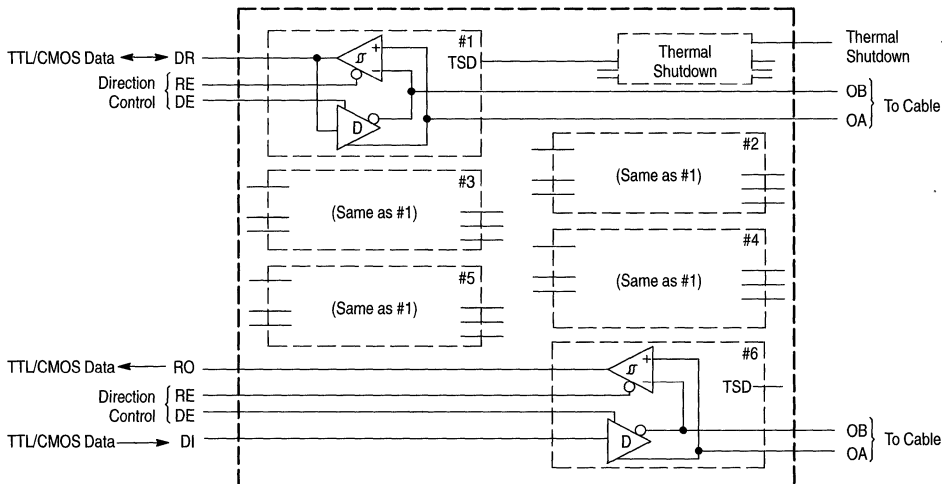 TTL/CMOS Data DR
Direction Control { RE DE
#1
TSD
+
−
D
Thermal Shutdown
Thermal Shutdown
OB
OA } To Cable
#2
(Same as #1)
#3
(Same as #1)
#4
(Same as #1)
#5
(Same as #1)
TTL/CMOS Data RO
Direction Control { RE DE
TTL/CMOS Data DI
#6
TSD
+
−
D
OB
OA } To Cable